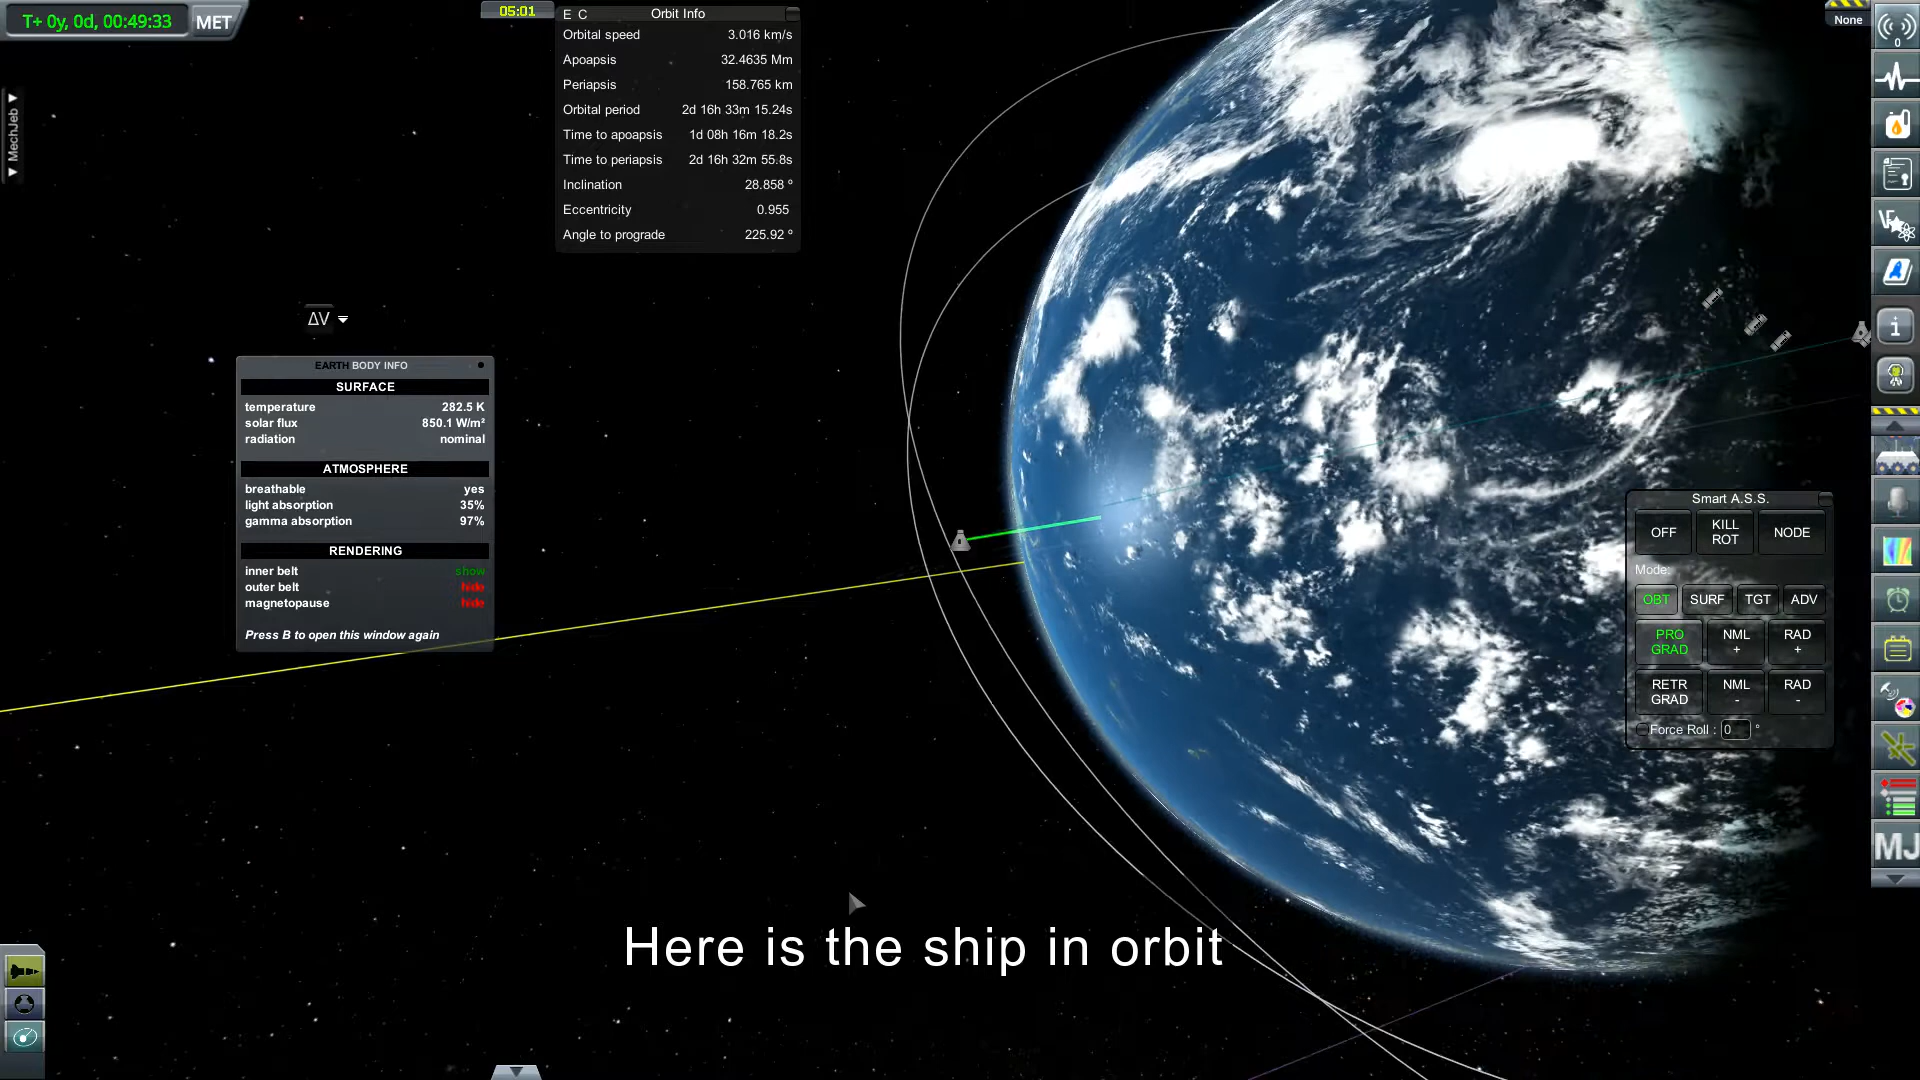 T+ 0y, 0d, 00:49:33 MET
05:01
E C Orbit Info
Orbital speed 3.016 km/s
Apoapsis 32.4635 Mm
Periapsis 158.765 km
Orbital period 2d 16h 33m 15.24s
Time to apoapsis 1d 08h 16m 18.2s
Time to periapsis 2d 16h 32m 55.8s
Inclination 28.858 º
Eccentricity 0.955
Angle to prograde 225.92 º
None
0
MechJeb
ΔV
EARTH BODY INFO
SURFACE
temperature 282.5 K
solar flux 850.1 W/m²
radiation nominal
ATMOSPHERE
breathable yes
light absorption 35%
gamma absorption 97%
RENDERING
inner belt show
outer belt hide
magnetopause hide
Press B to open this window again
Smart A.S.S.
OFF KILL ROT NODE
Mode:
OBT SURF TGT ADV
PRO GRAD NML + RAD +
RETR GRAD NML - RAD -
Force Roll : 0 °
MJ
Here is the ship in orbit